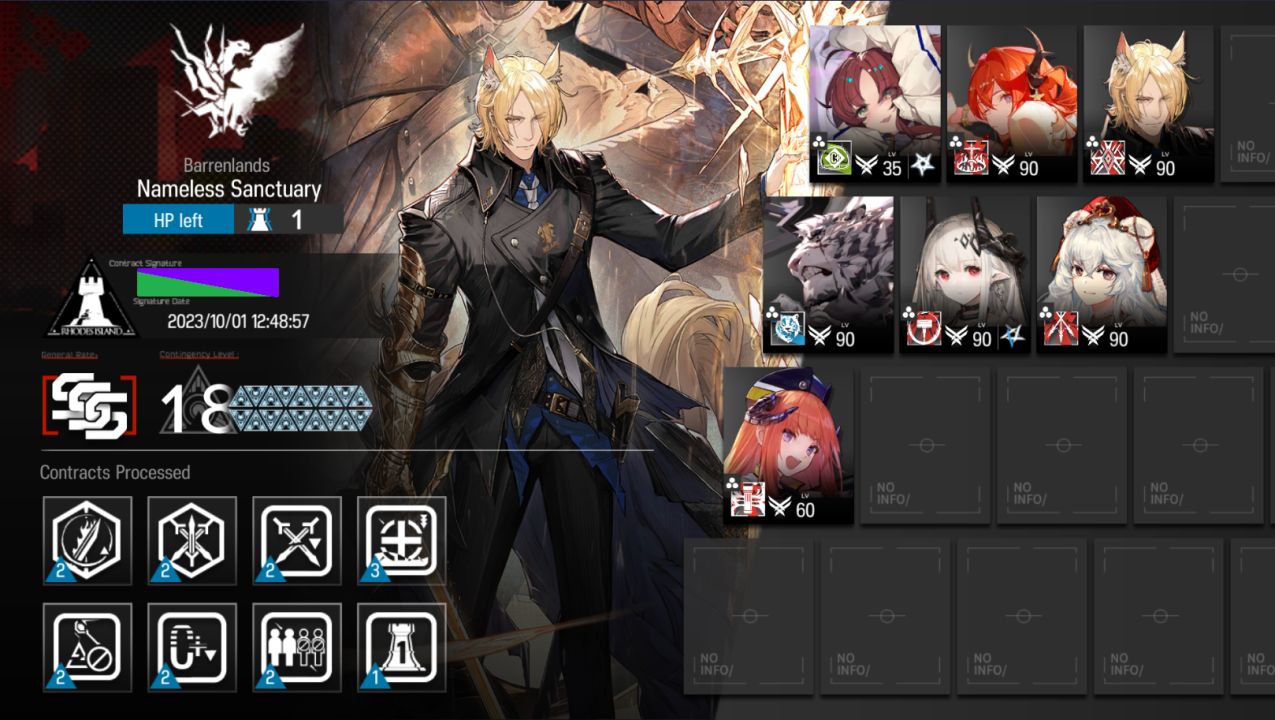 Barrenlands
Nameless Sanctuary
HP left 1
Contract Signature
Signature Date
2023/10/01 12:48:57
RHODES ISLAND
General Rate.
Contingency Level.
SSS
18
Contracts Processed
2 2 2 3
2 2 2 1
1
LV 35
LV 90
LV 90
NO INFO/
LV 90
LV 90
LV 90
NO
INFO/
LV 60
NO
INFO/
NO
INFO/
NO
INFO/
NO
INFO/
NO
INFO/
NO
INFO/
NO
INFO/
NO
INFO